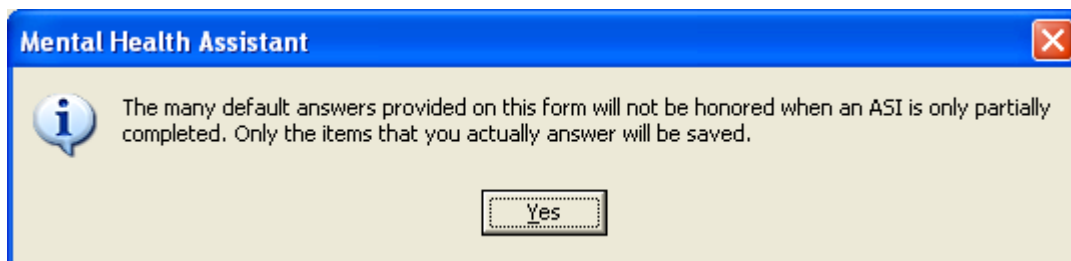 Mental Health Assistant
The many default answers provided on this form will not be honored when an ASI is only partially
completed. Only the items that you actually answer will be saved.
Yes